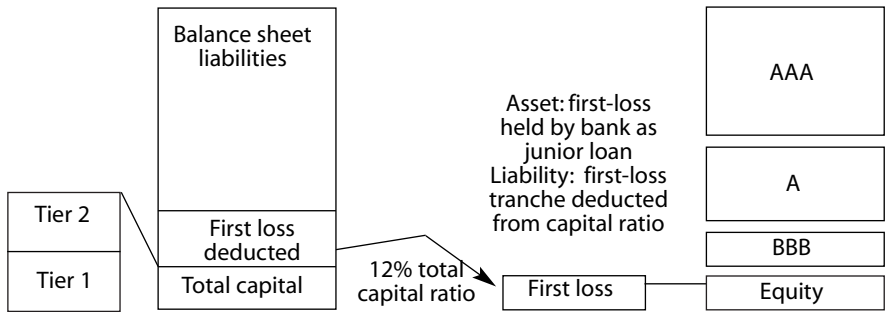 Balance sheet
liabilities
First loss
deducted
Total capital
Tier 2
Tier 1
12% total
capital ratio
First loss
Asset: first-loss
held by bank as
junior loan
Liability: first-loss
tranche deducted
from capital ratio
AAA
A
BBB
Equity